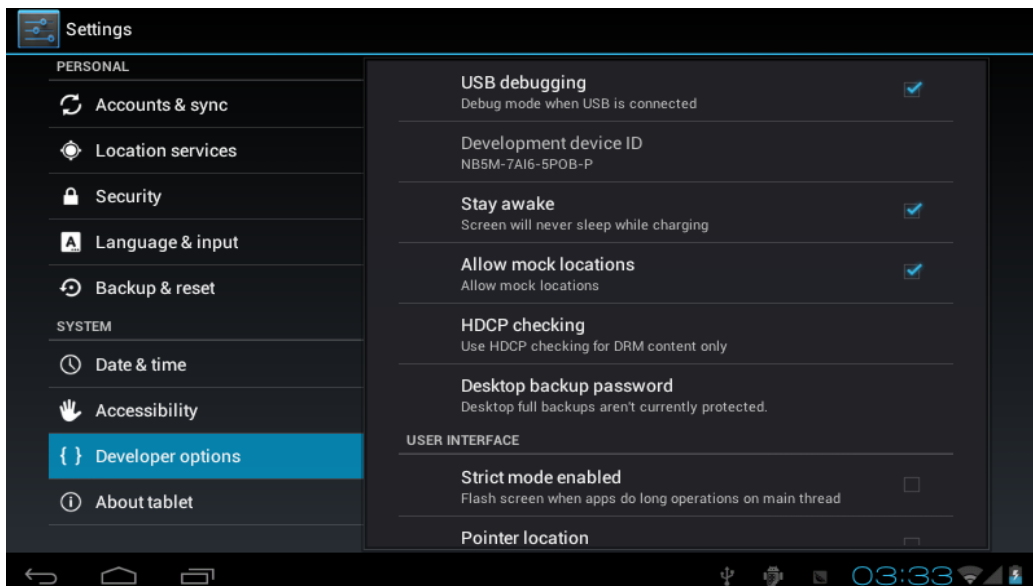 Settings
PERSONAL
Accounts & sync
Location services
Security
Language & input
Backup & reset
SYSTEM
Date & time
Accessibility
{ } Developer options
About tablet
USB debugging
Debug mode when USB is connected
Development device ID
NB5M-7AI6-5POB-P
Stay awake
Screen will never sleep while charging
Allow mock locations
Allow mock locations
HDCP checking
Use HDCP checking for DRM content only
Desktop backup password
Desktop full backups aren't currently protected.
USER INTERFACE
Strict mode enabled
Flash screen when apps do long operations on main thread
Pointer location
03:33